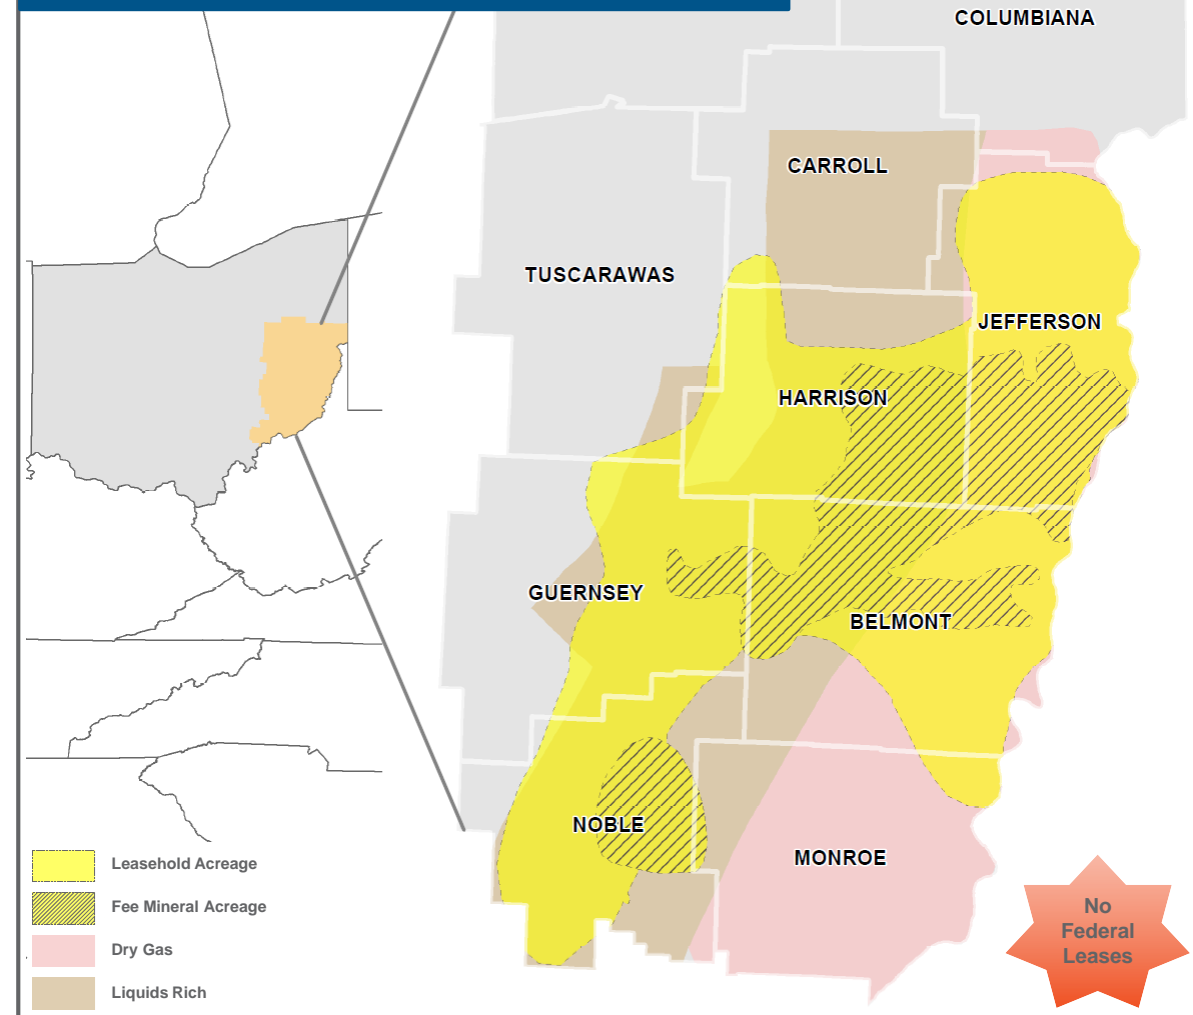 COLUMBIANA
CARROLL
TUSCARAWAS
JEFFERSON
HARRISON
GUERNSEY
BELMONT
NOBLE
MONROE
Leasehold Acreage
Fee Mineral Acreage
Dry Gas
Liquids Rich
No
Federal
Leases